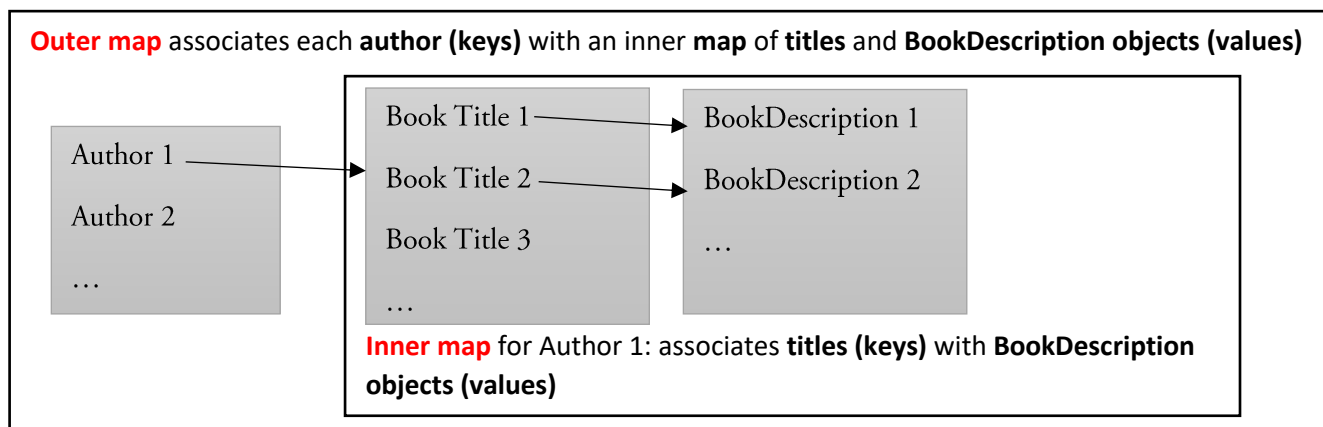 Outer map associates each author (keys) with an inner map of titles and BookDescription objects (values)
Author 1
Author 2
…
Book Title 1
Book Title 2
Book Title 3
…
BookDescription 1
BookDescription 2
…
Inner map for Author 1: associates titles (keys) with BookDescription
objects (values)